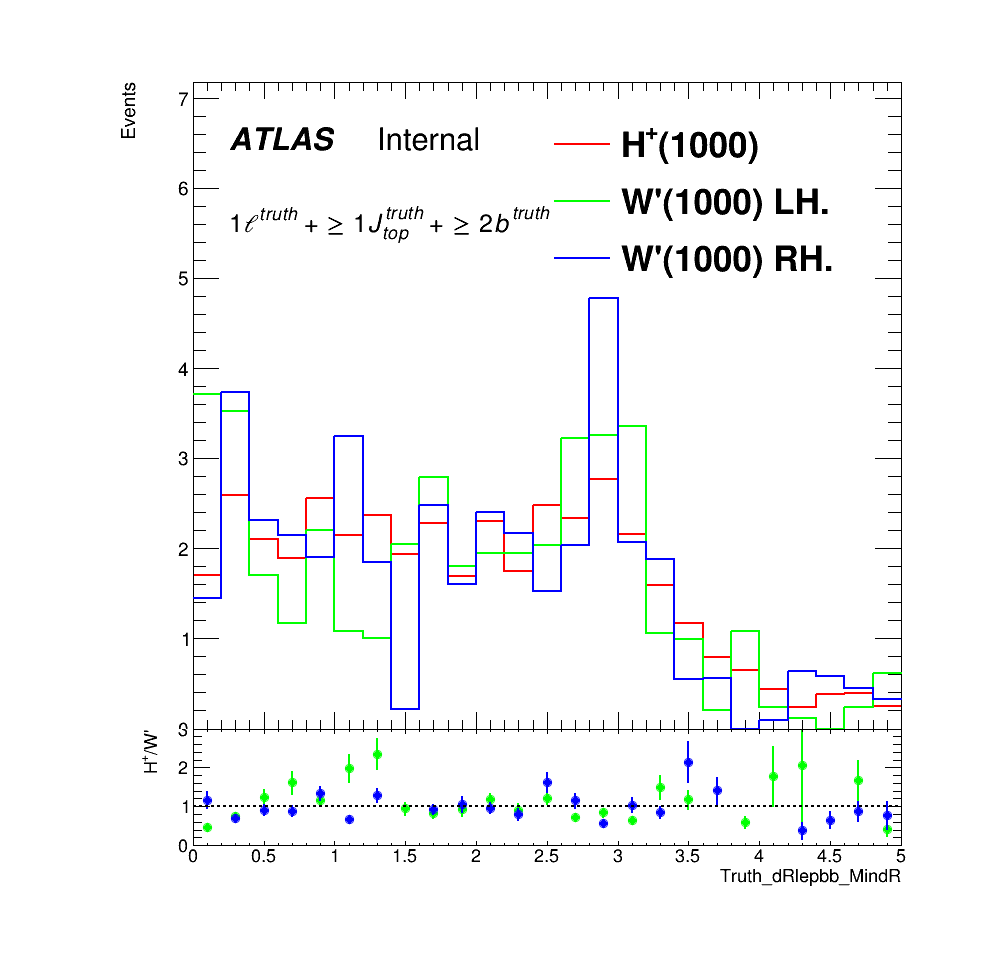 Events
7
6
5
4
3
2
1
0
ATLAS Internal
1ℓ^truth + ≥ 1J_top^truth + ≥ 2b^truth
H⁺(1000)
W'(1000) LH.
W'(1000) RH.
H⁺/W'
3
2
1
0
0 0.5 1 1.5 2 2.5 3 3.5 4 4.5 5
Truth_dRlepbb_MindR